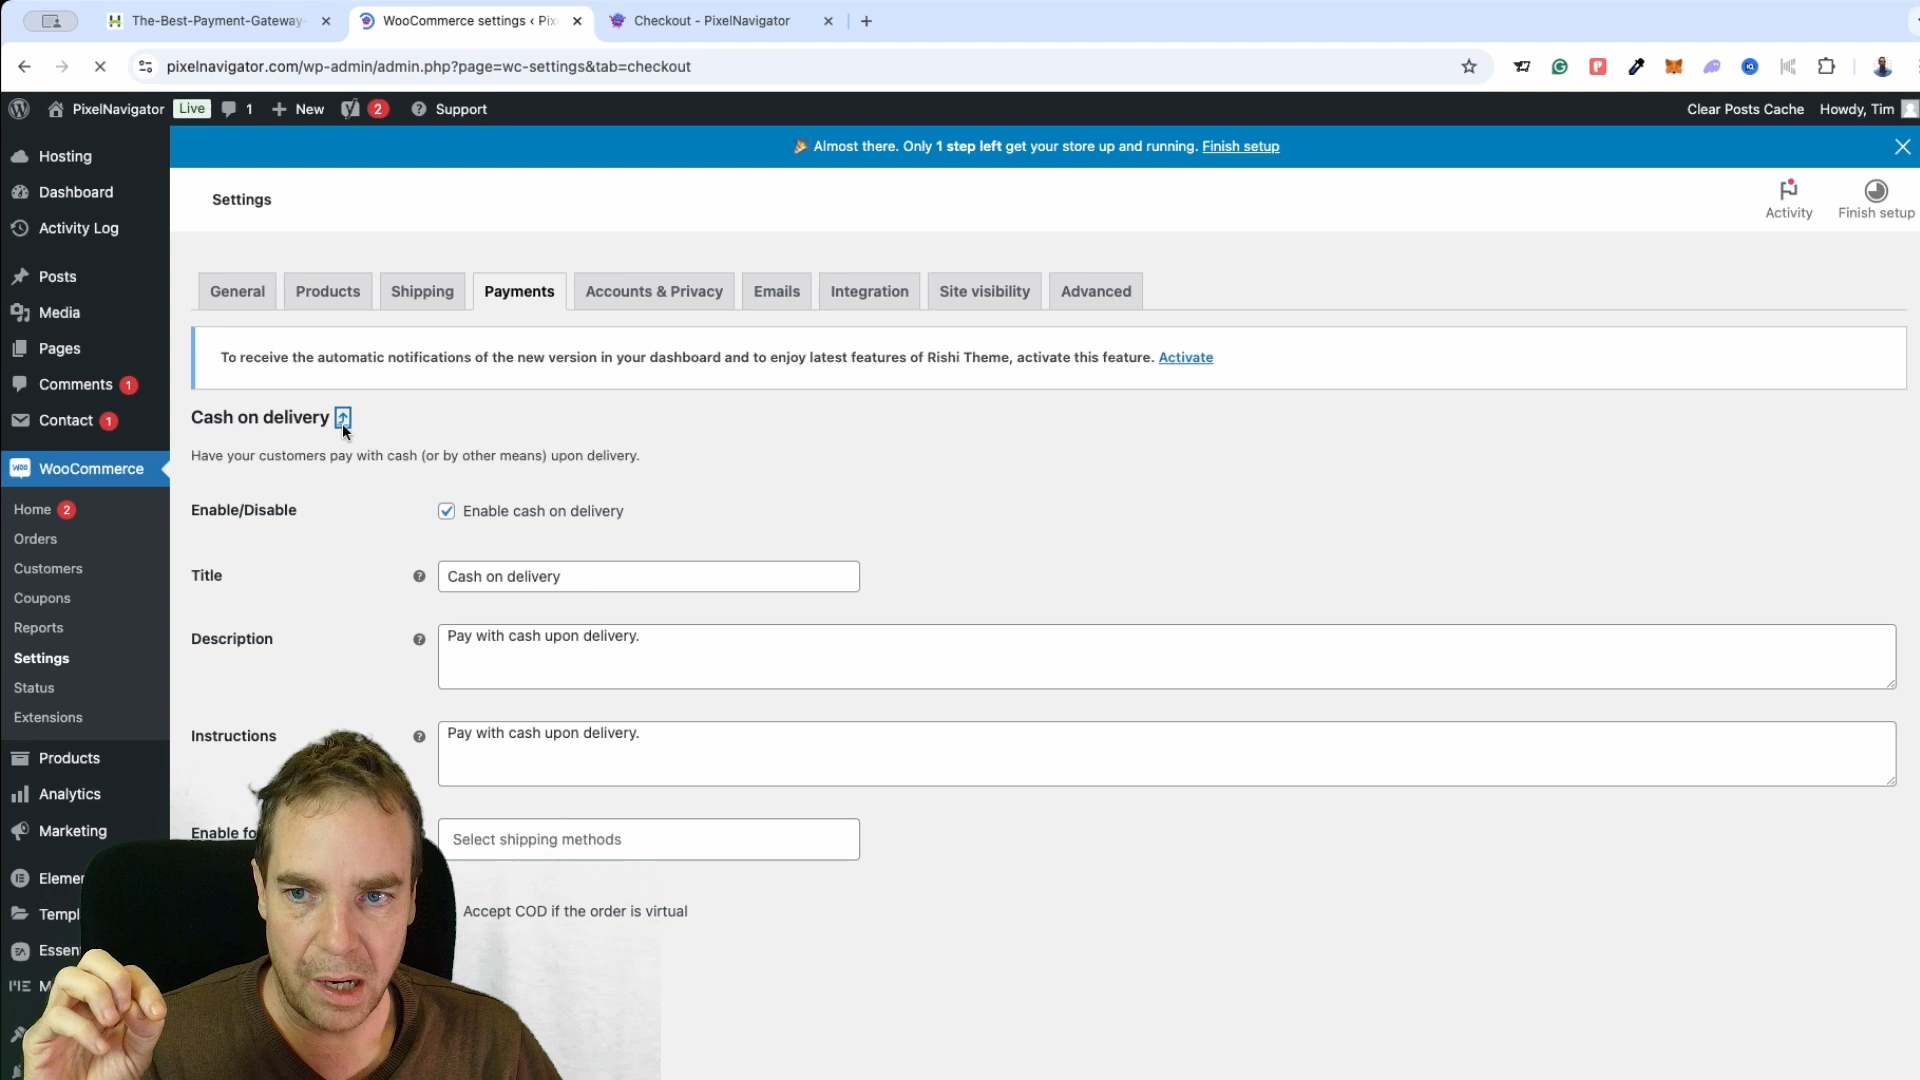 The-Best-Payment-Gateway
WooCommerce settings ‹ Pix
Checkout - PixelNavigator
pixelnavigator.com/wp-admin/admin.php?page=wc-settings&tab=checkout
PixelNavigator
Live
1
New
2
Support
Clear Posts Cache
Howdy, Tim
Almost there. Only 1 step left get your store up and running. Finish setup
Hosting
Dashboard
Activity Log
Posts
Media
Pages
Comments 1
Contact 1
WooCommerce
Home 2
Orders
Customers
Coupons
Reports
Settings
Status
Extensions
Products
Analytics
Marketing
Settings
Activity
Finish setup
General
Products
Shipping
Payments
Accounts & Privacy
Emails
Integration
Site visibility
Advanced
To receive the automatic notifications of the new version in your dashboard and to enjoy latest features of Rishi Theme, activate this feature. Activate
Cash on delivery
Have your customers pay with cash (or by other means) upon delivery.
Enable/Disable
Enable cash on delivery
Title
Cash on delivery
Description
Pay with cash upon delivery.
Instructions
Pay with cash upon delivery.
Enable fo
Select shipping methods
Accept COD if the order is virtual